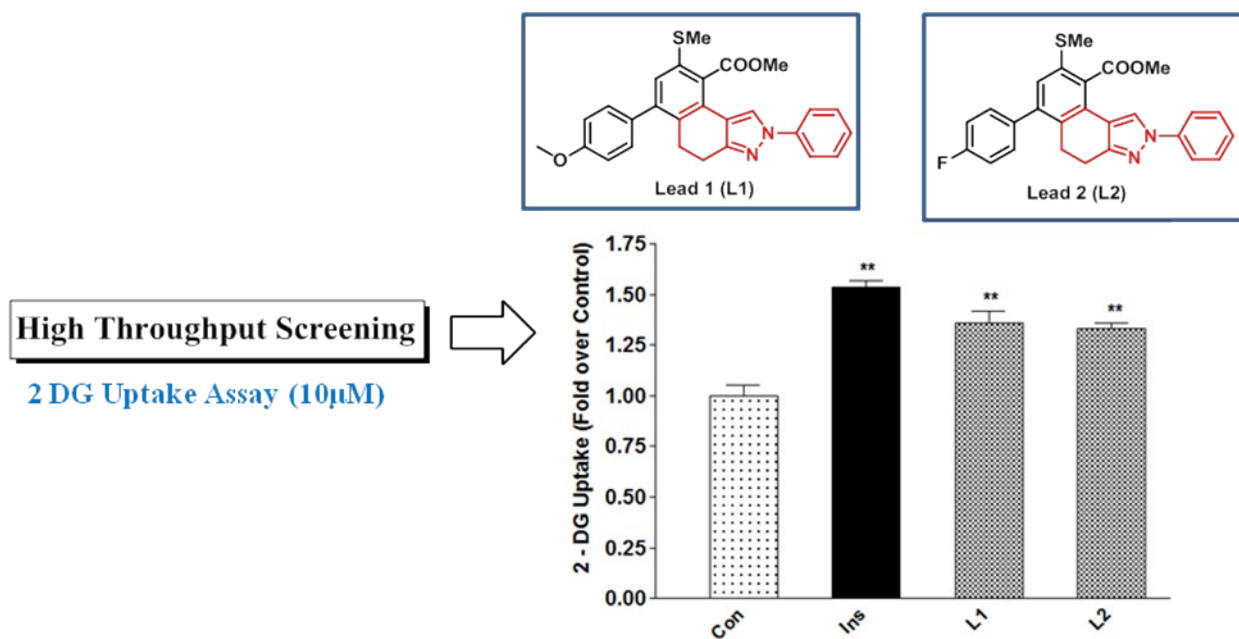 SMe
COOMe
N
N
O
Lead 1 (L1)
SMe
COOMe
N
N
F
Lead 2 (L2)
High Throughput Screening
2 DG Uptake Assay (10μM)
2 - DG Uptake (Fold over Control)
1.75
1.50
1.25
1.00
0.75
0.50
0.25
0.00
**
**
**
Con
Ins
L1
L2